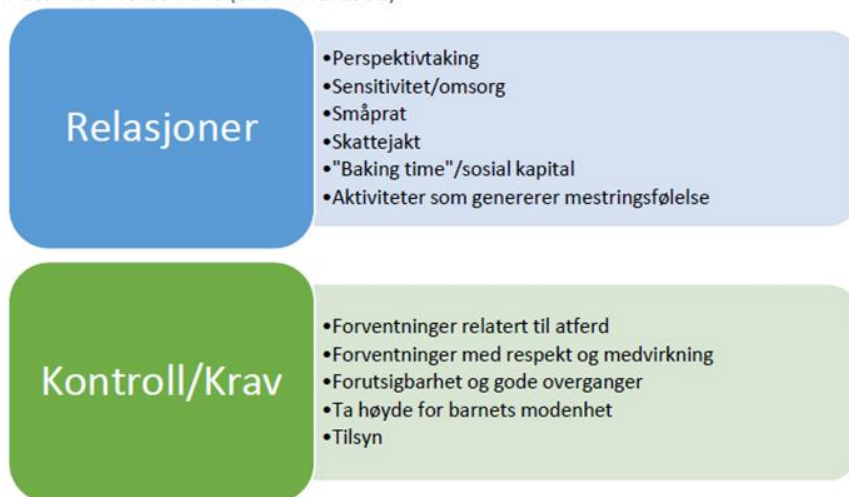 Relasjoner
•Perspektivtaking
•Sensitivitet/omsorg
•Småprat
•Skattejakt
•"Baking time"/sosial kapital
•Aktiviteter som genererer mestringsfølelse
Kontroll/Krav
•Forventninger relatert til atferd
•Forventninger med respekt og medvirkning
•Forutsigbarhet og gode overganger
•Ta høyde for barnets modenhet
•Tilsyn